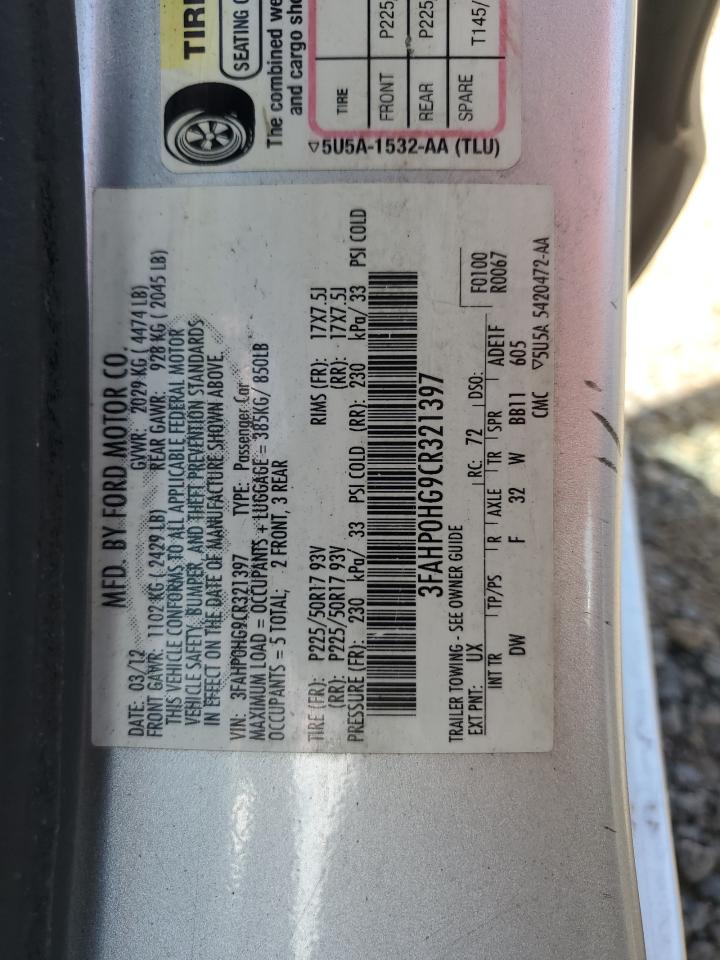 TIRE
SEATING
The combined we
and cargo sho
TIRE
FRONT P225
REAR P225
SPARE T145/
▽5U5A-1532-AA (TLU)
MFD. BY FORD MOTOR CO.
DATE: 03/12 GVWR: 2029 KG ( 4474 LB)
FRONT GAWR: 1102 KG ( 2429 LB) REAR GAWR: 928 KG ( 2045 LB)
THIS VEHICLE CONFORMS TO ALL APPLICABLE FEDERAL MOTOR
VEHICLE SAFETY, BUMPER, AND THEFT PREVENTION STANDARDS
IN EFFECT ON THE DATE OF MANUFACTURE SHOWN ABOVE.
VIN: 3FAHP0HG9CR321397 TYPE: Passenger Car
MAXIMUM LOAD = OCCUPANTS + LUGGAGE = 385KG/ 850LB
OCCUPANTS = 5 TOTAL; 2 FRONT, 3 REAR
TIRE (FR): P225/50R17 93V RIMS (FR): 17X7.5J
(RR): P225/50R17 93V (RR): 17X7.5J
PRESSURE (FR): 230 kPa/ 33 PSI COLD (RR): 230 kPa/ 33 PSI COLD
3FAHP0HG9CR321397
TRAILER TOWING - SEE OWNER GUIDE F0100
EXT PNT: UX RC: 72 DSO: R0067
INT TR TP/PS R AXLE TR SPR ADE1F
DW F 32 W BB11 605
CMC ▽5U5A 5420472-AA